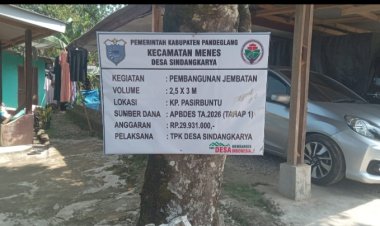 PEMERINTAH KABUPATEN PANDEGLANG
KECAMATAN MENES
DESA SINDANGKARYA
KEGIATAN : PEMBANGUNAN JEMBATAN
VOLUME : 2,5 X 3 M
LOKASI : KP. PASIRBUNTU
SUMBER DANA : APBDES TA.2026 (TAHAP 1)
ANGGARAN : RP.29.931.000,-
PELAKSANA : TPK DESA SINDANGKARYA
DESA